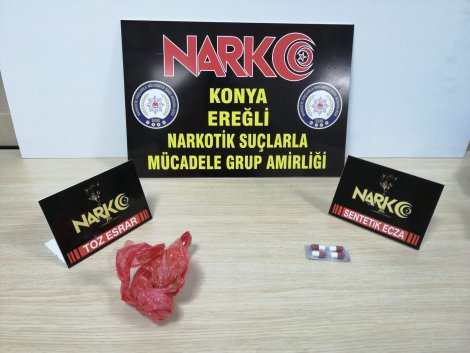 NARKO
KONYA
EREĞLİ
NARKOTİK SUÇLARLA
MÜCADELE GRUP AMİRLİĞİ
NARKO
TOZ ESRAR
NARKO
SENTETİK ECZA